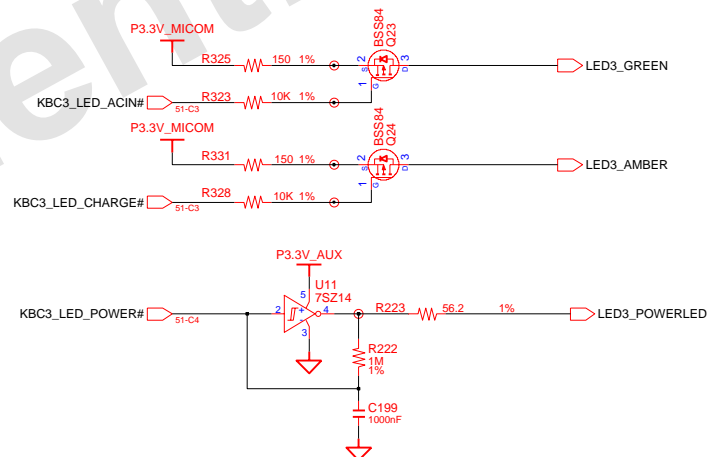 P3.3V_MICOM
BSS84
Q23
R325 150 1% 2 3 LED3_GREEN
S D
1 G
KBC3_LED_ACIN# R323 10K 1%
51-C3
P3.3V_MICOM
BSS84
Q24
R331 150 1% 2 3 LED3_AMBER
S D
1 G
KBC3_LED_CHARGE# R328 10K 1%
51-C3
P3.3V_AUX
5 U11
7SZ14
KBC3_LED_POWER# 2 + 4 R223 56.2 1% LED3_POWERLED
51-C4
-
3
R222
1M
1%
C199
1000nF